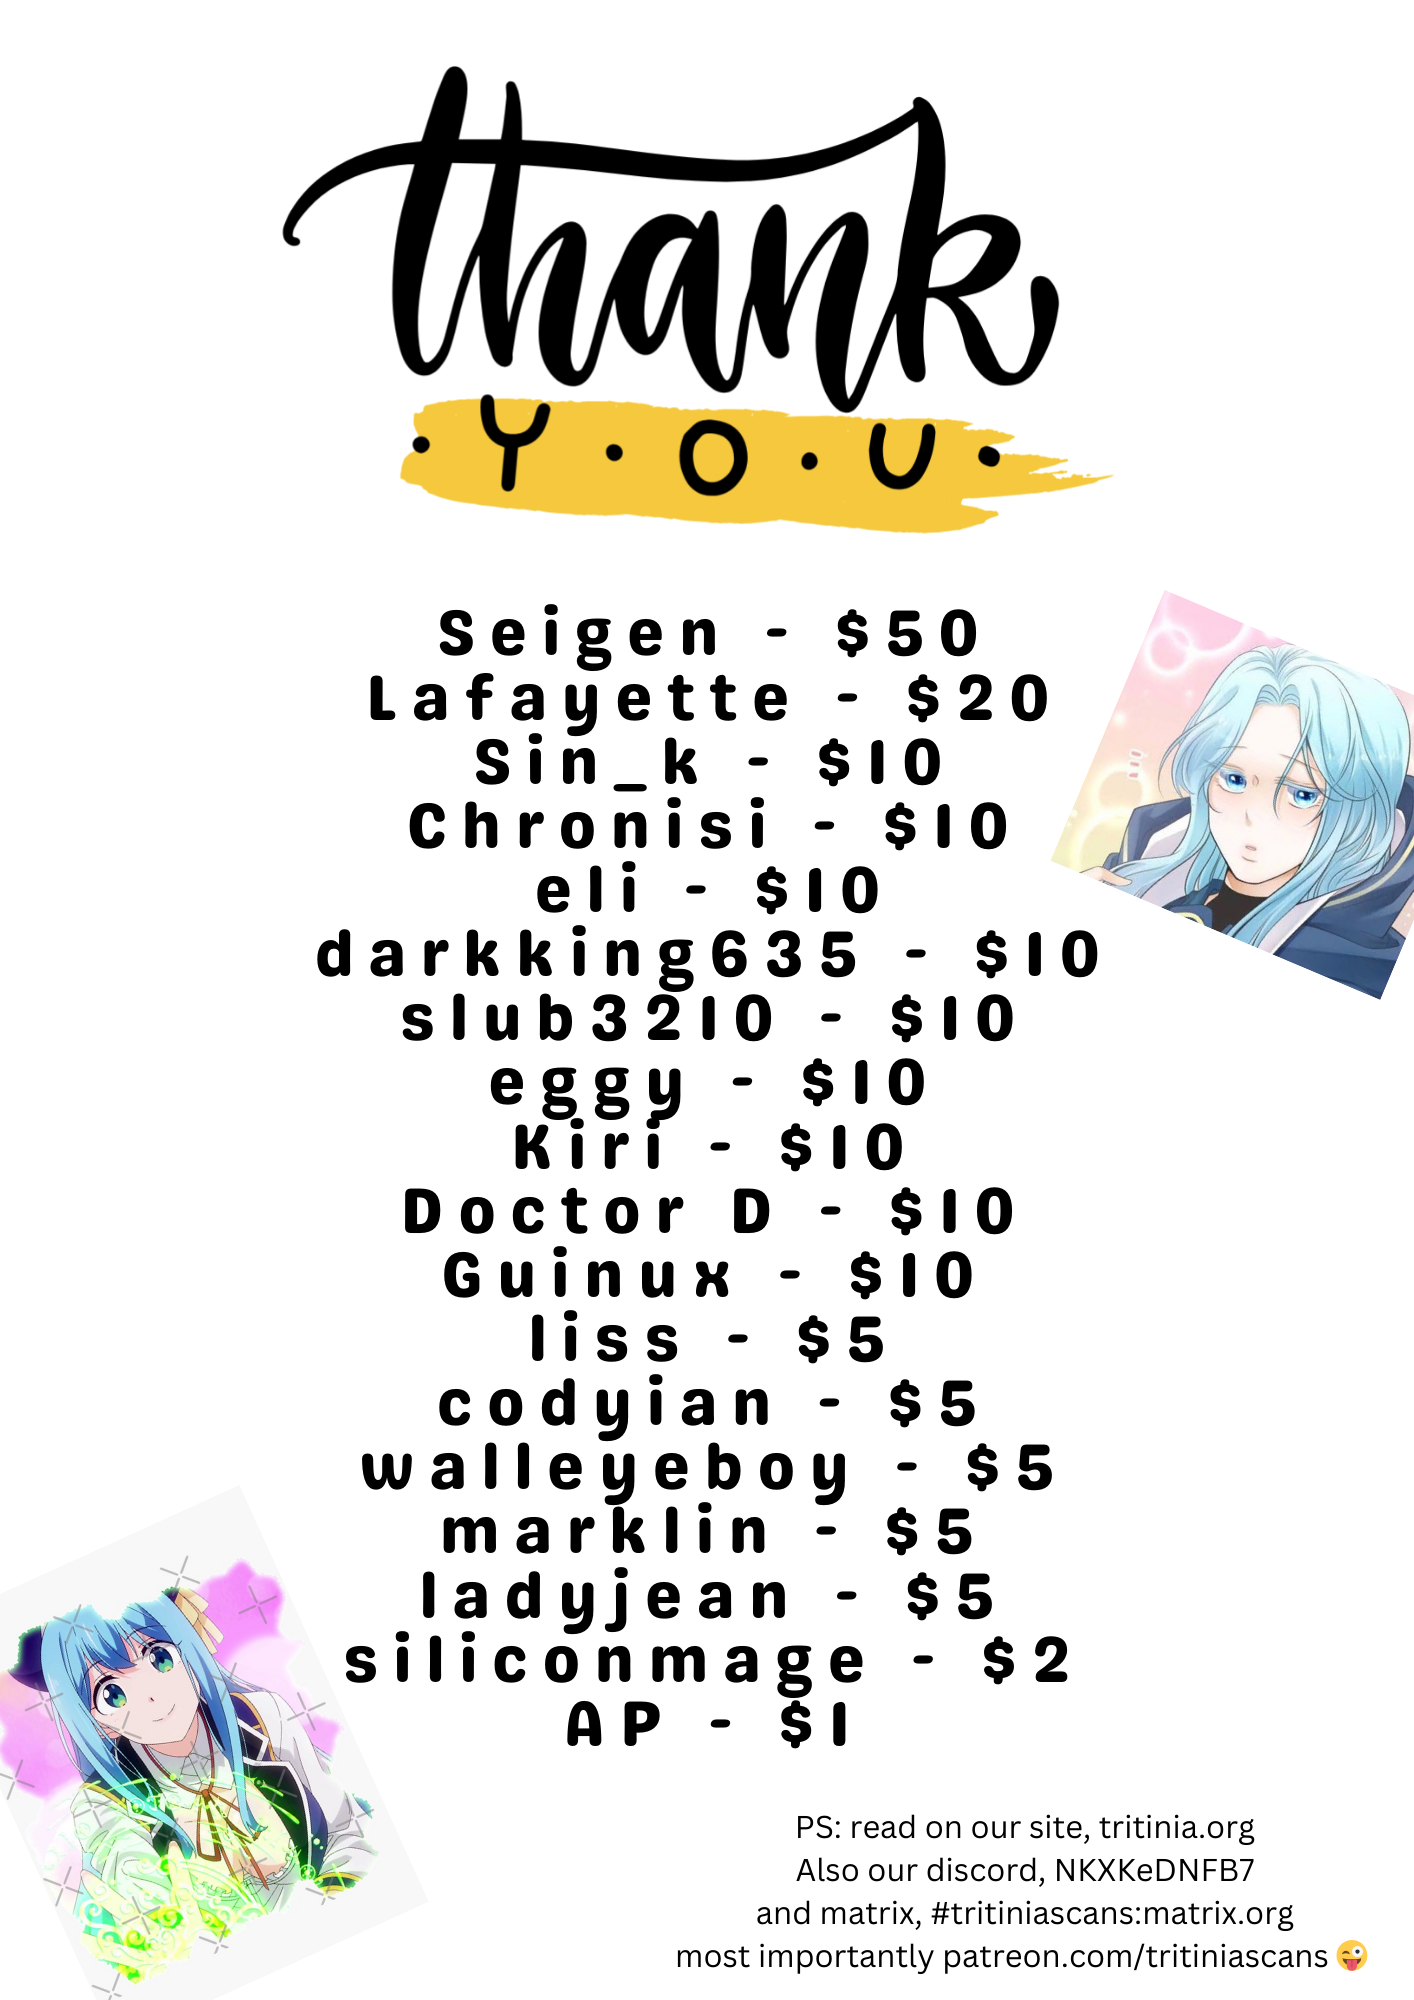 thank
• Y • O • U •
Seigen - $50
Lafayette - $20
Sin_k - $10
Chronisi - $10
eli - $10
darkking635 - $10
slub3210 - $10
eggy - $10
Kiri - $10
Doctor D - $10
Guinux - $10
liss - $5
codyian - $5
walleyeboy - $5
marklin - $5
ladyjean - $5
siliconmage - $2
AP - $1
PS: read on our site, tritinia.org
Also our discord, NKXKeDNFB7
and matrix, #tritiniascans:matrix.org
most importantly patreon.com/tritiniascans 😜